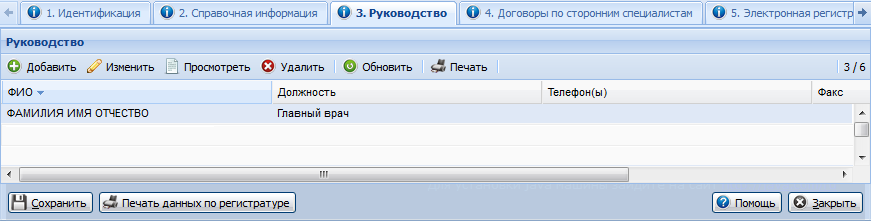 1. Идентификация 2. Справочная информация 3. Руководство 4. Договоры по сторонним специалистам 5. Электронная регистр
Руководство
Добавить Изменить Просмотреть Удалить Обновить Печать 3 / 6
ФИО Должность Телефон(ы) Факс
ФАМИЛИЯ ИМЯ ОТЧЕСТВО Главный врач
Сохранить Печать данных по регистратуре Помощь Закрыть